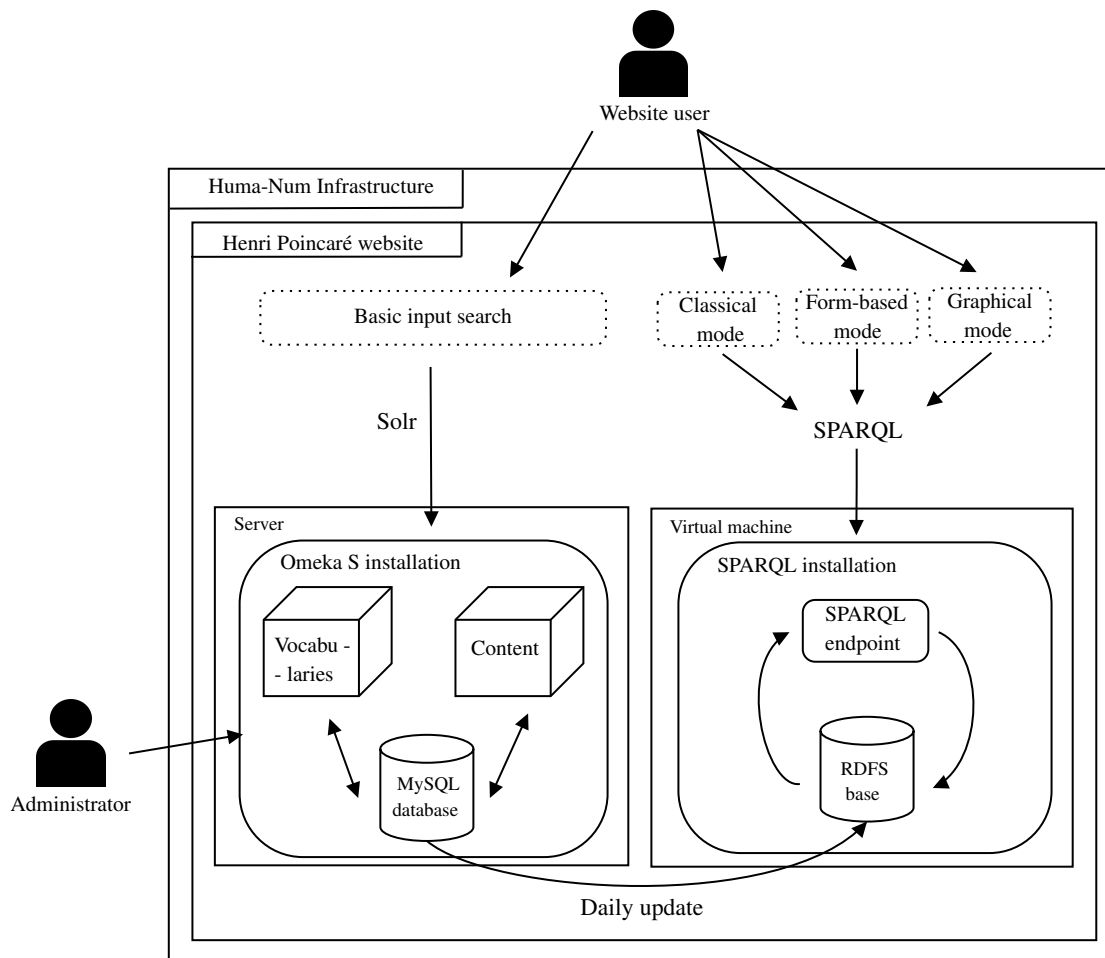 Website user
Huma-Num Infrastructure
Henri Poincaré website
Basic input search
Classical
mode
Form-based
mode
Graphical
mode
Solr
SPARQL
Server
Omeka S installation
Vocabu -
- laries
Content
MySQL
database
Virtual machine
SPARQL installation
SPARQL
endpoint
RDFS
base
Administrator
Daily update